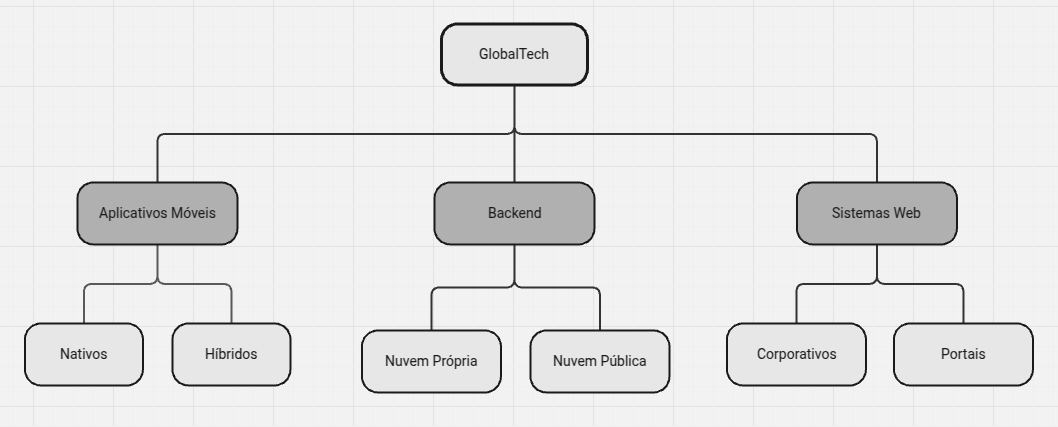 GlobalTech
Aplicativos Móveis
Backend
Sistemas Web
Nativos
Híbridos
Nuvem Própria
Nuvem Pública
Corporativos
Portais